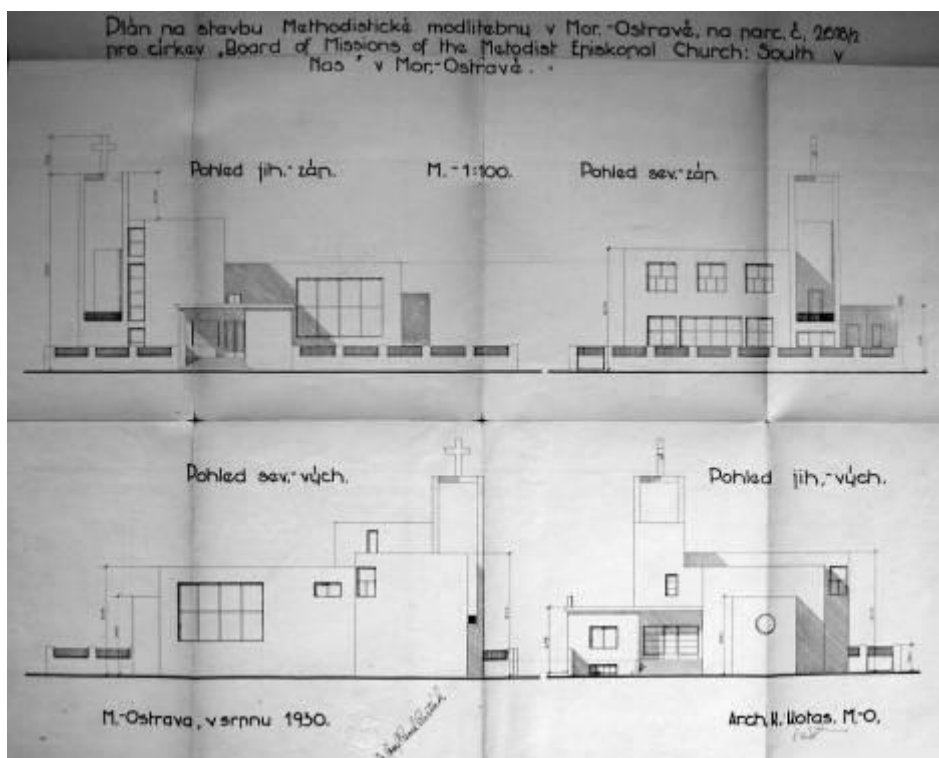 Plán na stavbu Methodistické modlitebny v Mor.-Ostravě, na parc. č. 2018/2
pro církev „Board of Missions of the Metodist Episkopal Church: South v
Nas" v Mor.-Ostravě.
Pohled jih.-záp.
M. - 1:100.
Pohled sev.-záp.
Pohled sev.-vých.
Pohled jih.-vých.
M.-Ostrava, v srpnu 1930.
Arch. K. Kotas. M-O.